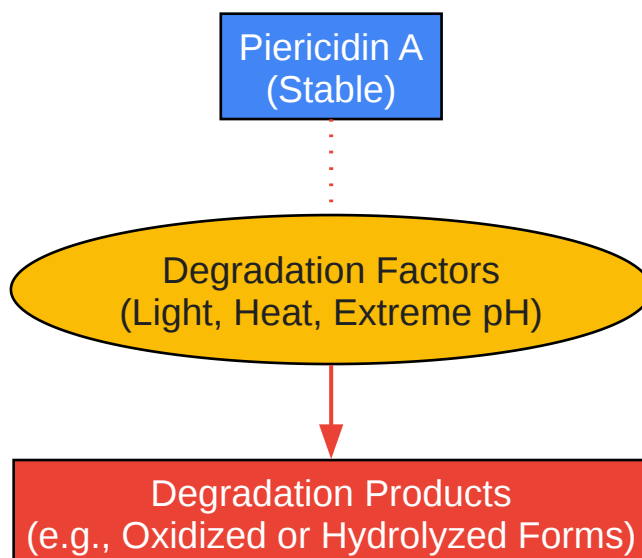 Piericidin A
(Stable)
Degradation Factors
(Light, Heat, Extreme pH)
Degradation Products
(e.g., Oxidized or Hydrolyzed Forms)